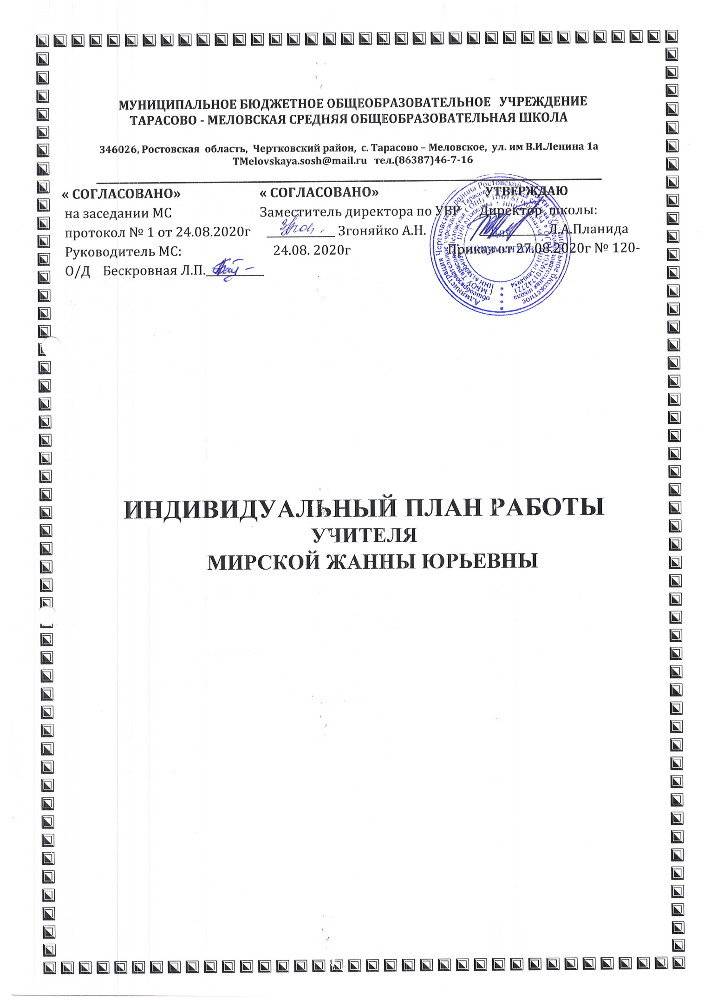 МУНИЦИПАЛЬНОЕ БЮДЖЕТНОЕ ОБЩЕОБРАЗОВАТЕЛЬНОЕ УЧРЕЖДЕНИЕ
ТАРАСОВО - МЕЛОВСКАЯ СРЕДНЯЯ ОБЩЕОБРАЗОВАТЕЛЬНАЯ ШКОЛА
346026, Ростовская область, Чертковский район, с. Тарасово – Меловское, ул. им В.И.Ленина 1а
TMelovskaya.sosh@mail.ru тел.(86387)46-7-16
« СОГЛАСОВАНО» « СОГЛАСОВАНО» УТВЕРЖДАЮ
на заседании МС Заместитель директора по УВР Директор школы:
протокол № 1 от 24.08.2020г ___________ Згоняйко А.Н. ___________ Л.А.Планида
Руководитель МС: 24.08. 2020г Приказ от 27.08.2020г № 120-
О/Д Бескровная Л.П._________
ДЛЯ
ДОКУМЕНТОВ
ИНДИВИДУАЛЬНЫЙ ПЛАН РАБОТЫ
УЧИТЕЛЯ
МИРСКОЙ ЖАННЫ ЮРЬЕВНЫ